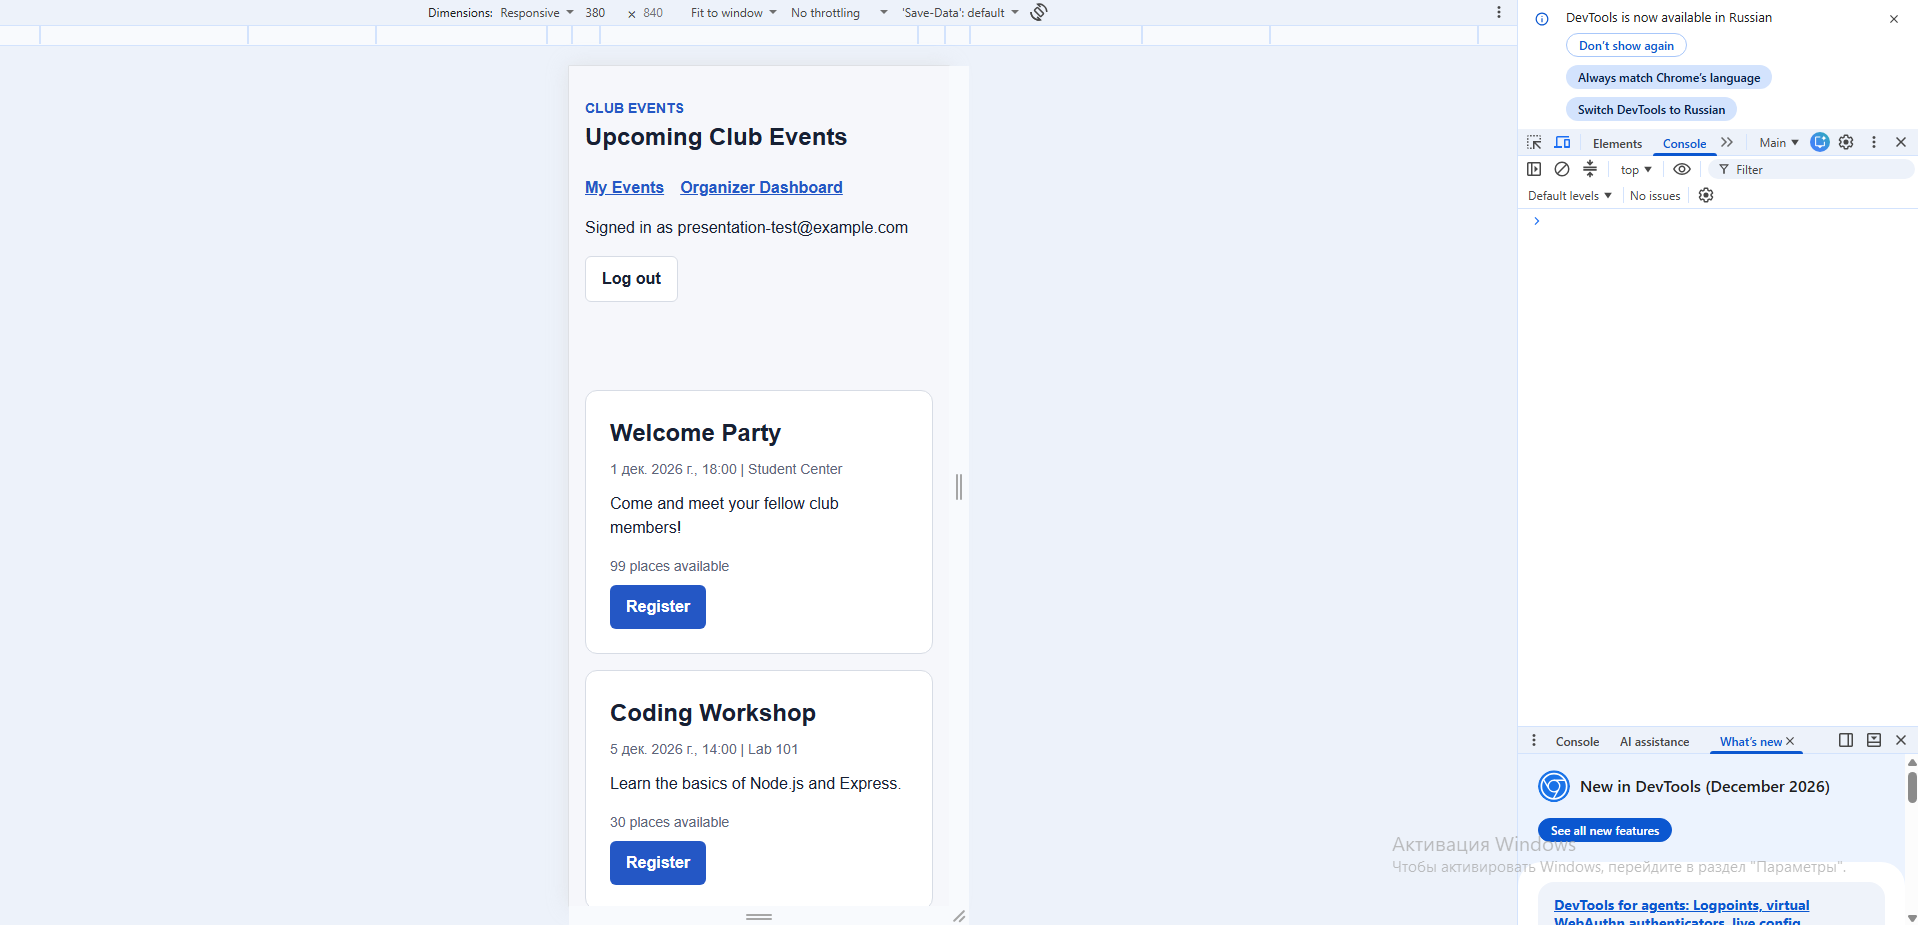 Dimensions: Responsive 380 × 840 Fit to window No throttling 'Save-Data': default
CLUB EVENTS
Upcoming Club Events
My Events Organizer Dashboard
Signed in as presentation-test@example.com
Log out
Welcome Party
1 дек. 2026 г., 18:00 | Student Center
Come and meet your fellow club
members!
99 places available
Register
Coding Workshop
5 дек. 2026 г., 14:00 | Lab 101
Learn the basics of Node.js and Express.
30 places available
Register
DevTools is now available in Russian
Don't show again
Always match Chrome's language
Switch DevTools to Russian
Elements Console Main
top Filter
Default levels No issues
Console AI assistance What's new
New in DevTools (December 2026)
See all new features
Активация Windows
Чтобы активировать Windows, перейдите в раздел "Параметры".
DevTools for agents: Logpoints, virtual
WebAuthn authenticators, live config